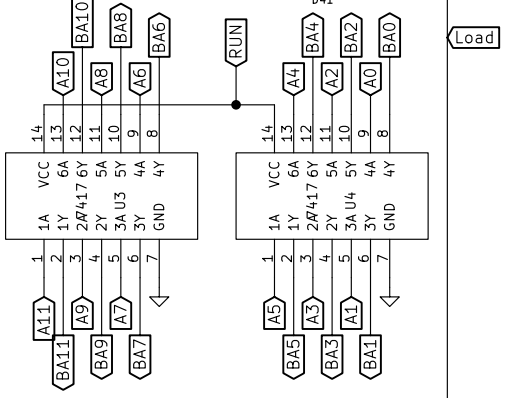 D41
BA10
BA8
BA6
RUN
BA4
BA2
BA0
Load
A10
A8
A6
A4
A2
A0
14 13 12 11 10 9 8
14 13 12 11 10 9 8
VCC 6A 6Y 5A 5Y 4A 4Y
VCC 6A 6Y 5A 5Y 4A 4Y
7417 U3
7417 U4
1A 1Y 2A 2Y 3A 3Y GND
1A 1Y 2A 2Y 3A 3Y GND
1 2 3 4 5 6 7
1 2 3 4 5 6 7
A11
A9
A7
A5
A3
A1
BA11
BA9
BA7
BA5
BA3
BA1